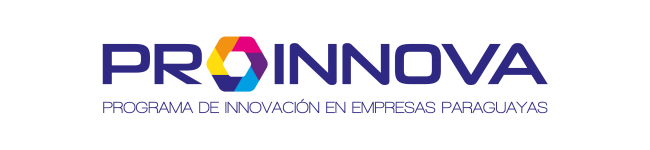 PROINNOVA
PROGRAMA DE INNOVACIÓN EN EMPRESAS PARAGUAYAS